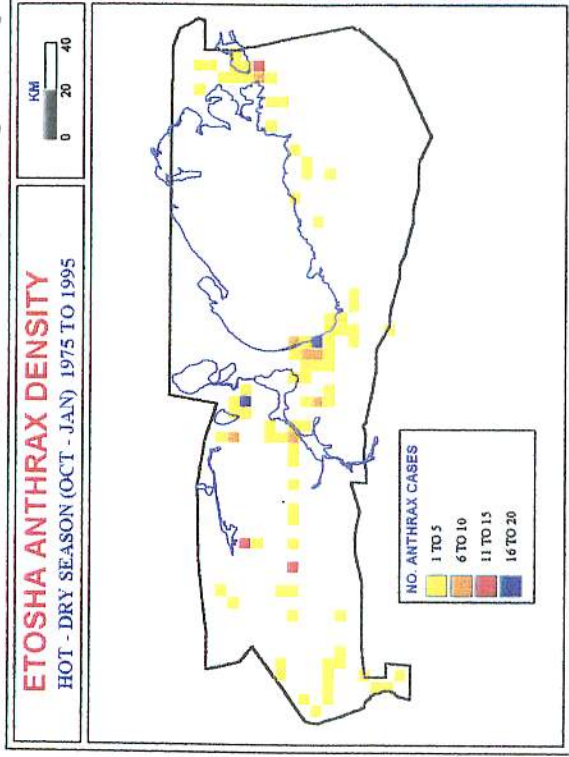 ETOSHA ANTHRAX DENSITY
HOT - DRY SEASON (OCT - JAN) 1975 TO 1995
KM
0 20 40
NO. ANTHRAX CASES
1 TO 5
6 TO 10
11 TO 15
16 TO 20